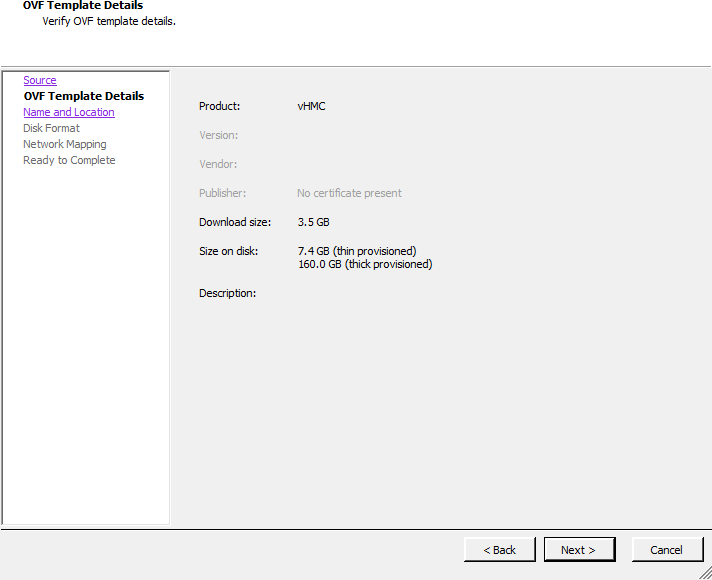 OVF Template Details
Verify OVF template details.
Source
OVF Template Details
Name and Location
Disk Format
Network Mapping
Ready to Complete
Product: vHMC
Version:
Vendor:
Publisher: No certificate present
Download size: 3.5 GB
Size on disk: 7.4 GB (thin provisioned)
160.0 GB (thick provisioned)
Description:
< Back Next > Cancel